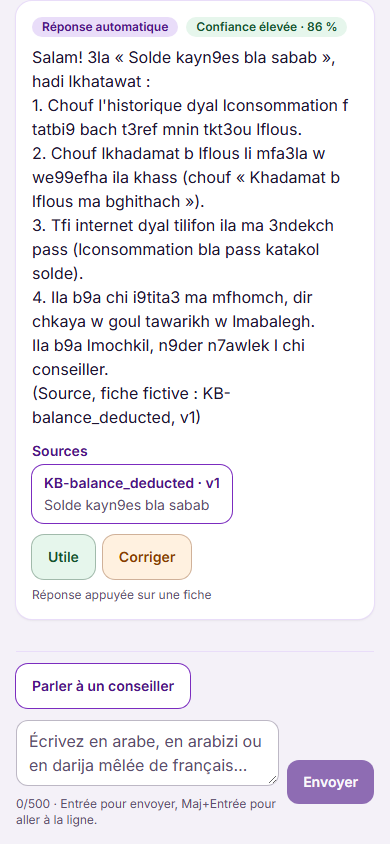 Réponse automatique
Confiance élevée · 86 %
Salam! 3la « Solde kayn9es bla sabab »,
hadi lkhatawat :
1. Chouf l'historique dyal lconsommation f
tatbi9 bach t3ref mnin tkt3ou lflous.
2. Chouf lkhadamat b lflous li mfa3la w
we99efha ila khass (chouf « Khadamat b
lflous ma bghithach »).
3. Tfi internet dyal tilifon ila ma 3ndekch
pass (lconsommation bla pass katakol
solde).
4. Ila b9a chi i9tita3 ma mfhomch, dir
chkaya w goul tawarikh w lmabalegh.
Ila b9a lmochkil, n9der n7awlek l chi
conseiller.
(Source, fiche fictive : KB-
balance_deducted, v1)
Sources
KB-balance_deducted · v1
Solde kayn9es bla sabab
Utile
Corriger
Réponse appuyée sur une fiche
Parler à un conseiller
Écrivez en arabe, en arabizi ou
en darija mêlée de français...
Envoyer
0/500 · Entrée pour envoyer, Maj+Entrée pour
aller à la ligne.